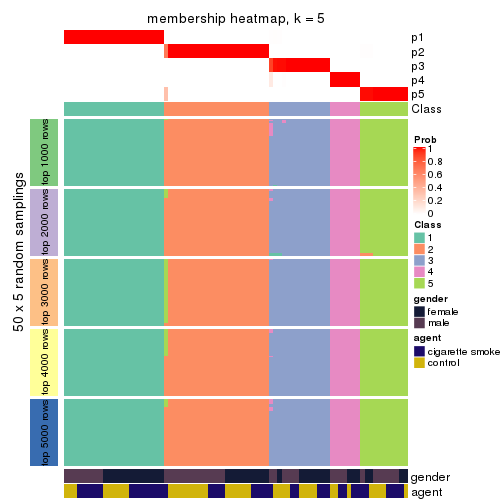 membership heatmap, k = 5
p1
p2
p3
p4
p5
Class
50 x 5 random samplings
top 1000 rows
top 2000 rows
top 3000 rows
top 4000 rows
top 5000 rows
gender
agent
Prob
1
0.8
0.6
0.4
0.2
0
Class
1
2
3
4
5
gender
female
male
agent
cigarette smoke
control